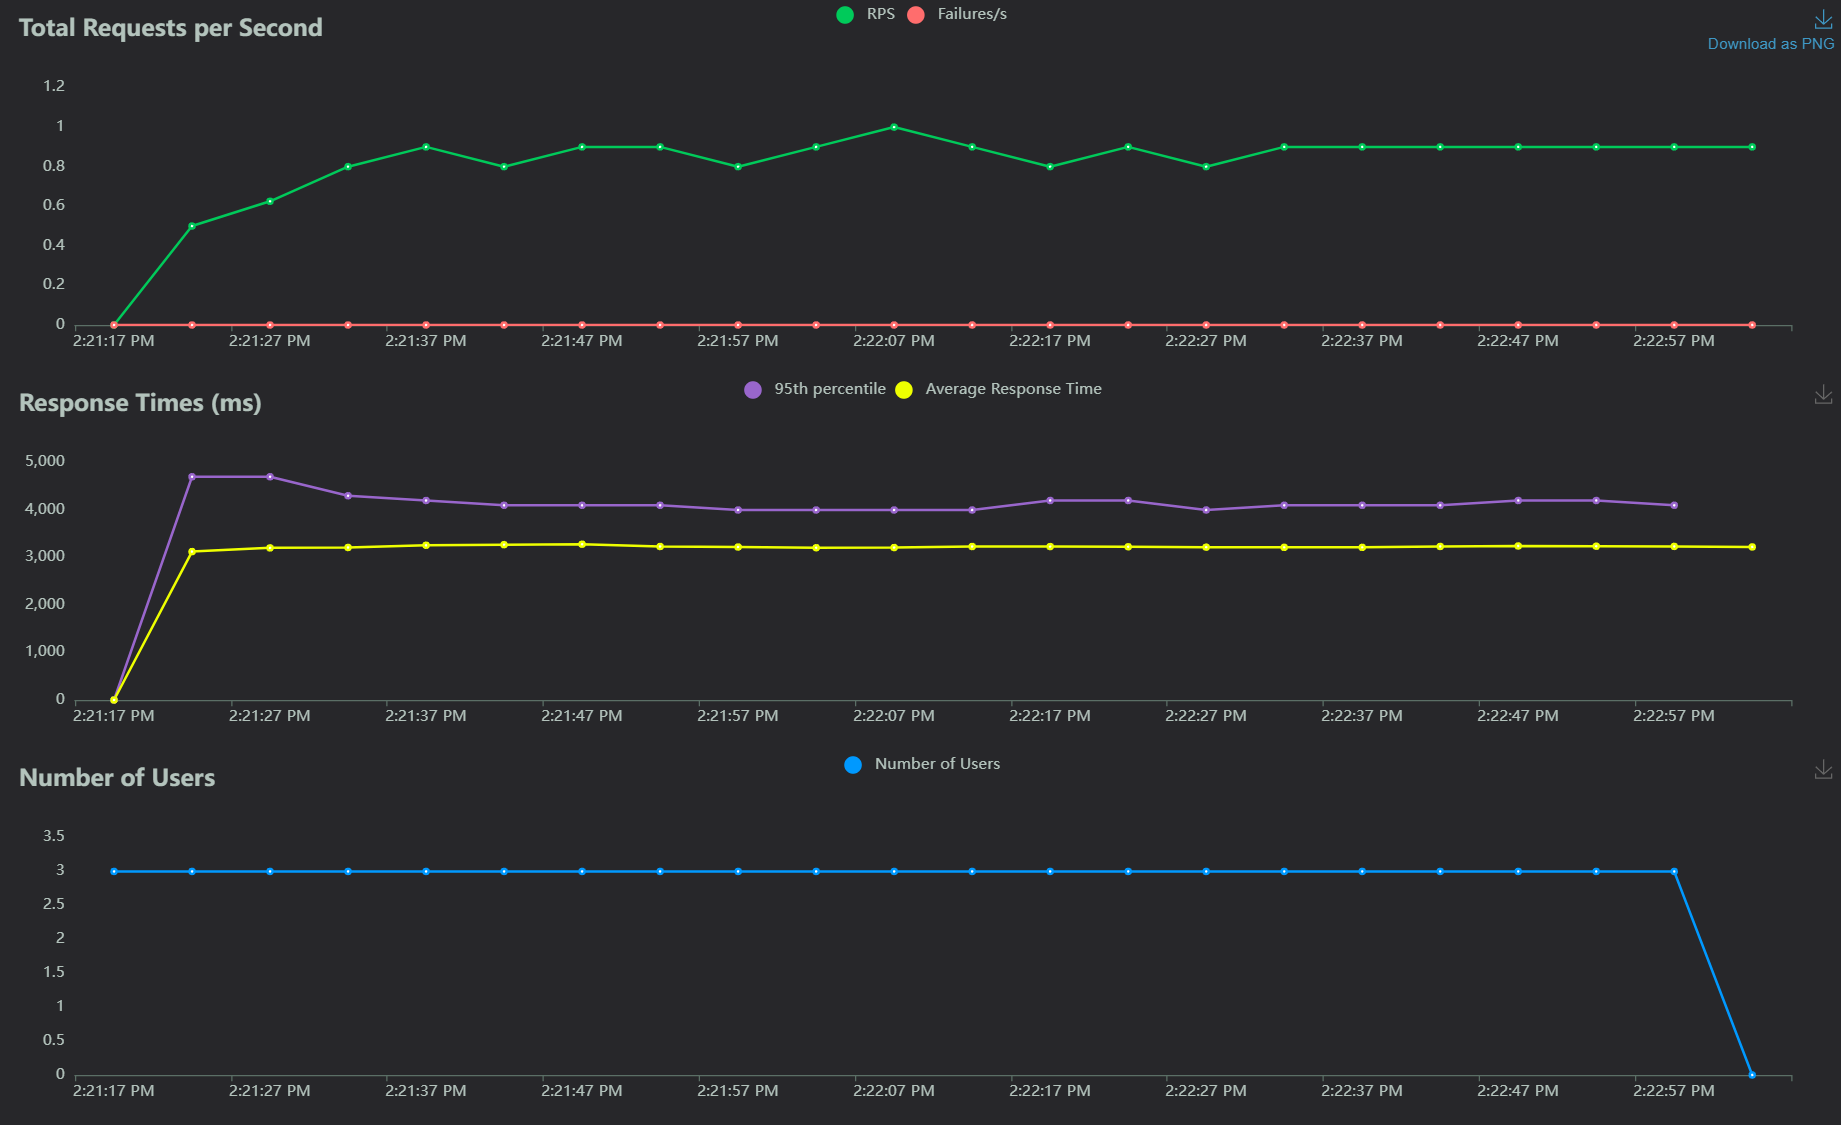 Total Requests per Second
RPS Failures/s
Download as PNG
1.2
1
0.8
0.6
0.4
0.2
0
2:21:17 PM 2:21:27 PM 2:21:37 PM 2:21:47 PM 2:21:57 PM 2:22:07 PM 2:22:17 PM 2:22:27 PM 2:22:37 PM 2:22:47 PM 2:22:57 PM
Response Times (ms)
95th percentile Average Response Time
5,000
4,000
3,000
2,000
1,000
0
2:21:17 PM 2:21:27 PM 2:21:37 PM 2:21:47 PM 2:21:57 PM 2:22:07 PM 2:22:17 PM 2:22:27 PM 2:22:37 PM 2:22:47 PM 2:22:57 PM
Number of Users
Number of Users
3.5
3
2.5
2
1.5
1
0.5
0
2:21:17 PM 2:21:27 PM 2:21:37 PM 2:21:47 PM 2:21:57 PM 2:22:07 PM 2:22:17 PM 2:22:27 PM 2:22:37 PM 2:22:47 PM 2:22:57 PM